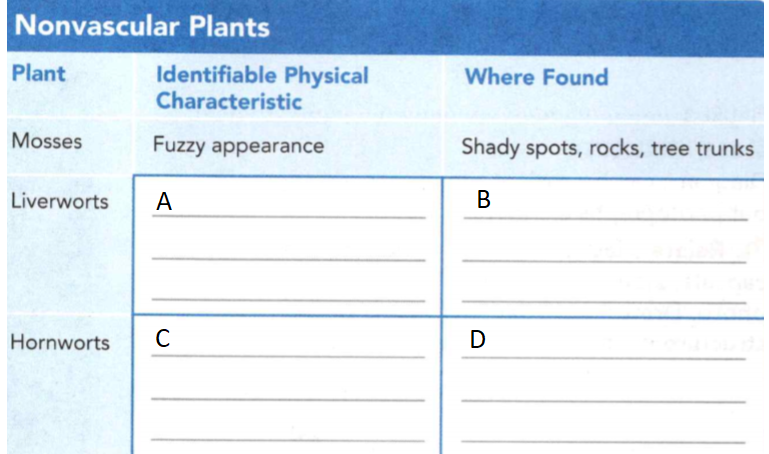 Nonvascular Plants
Plant
Identifiable Physical
Characteristic
Where Found
Mosses
Fuzzy appearance
Shady spots, rocks, tree trunks
Liverworts
A
B
Hornworts
C
D